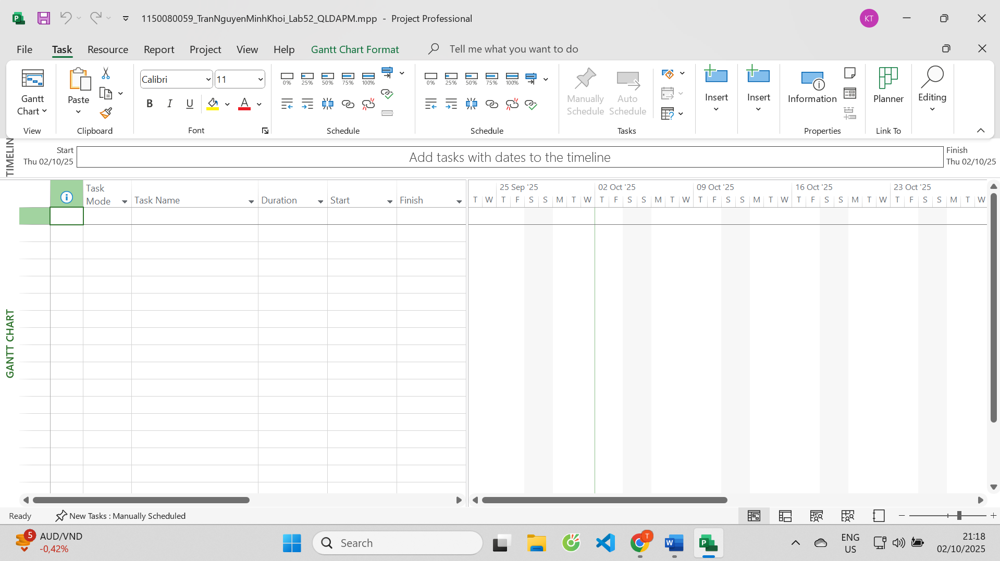 1150080059_TranNguyenMinhKhoi_Lab52_QLDAPM.mpp - Project Professional
KT
File Task Resource Report Project View Help Gantt Chart Format Tell me what you want to do
Gantt Chart
View
Paste
Clipboard
Calibri 11
B I U A
Font
0% 25% 50% 75% 100%
Schedule
0% 25% 50% 75% 100%
Schedule
Manually Schedule
Auto Schedule
Tasks
Insert
Insert
Information
Properties
Planner
Link To
Editing
TIMELIN
Start
Thu 02/10/25
Add tasks with dates to the timeline
Finish
Thu 02/10/25
Task Mode Task Name Duration Start Finish
25 Sep '25 02 Oct '25 09 Oct '25 16 Oct '25 23 Oct '25
T W T F S S M T W T F S S M T W T F S S M T W T F S S M T W T F S S M T W
GANTT CHART
Ready New Tasks : Manually Scheduled
5 AUD/VND
-0,42%
Search
T
ENG
US
21:18
02/10/2025